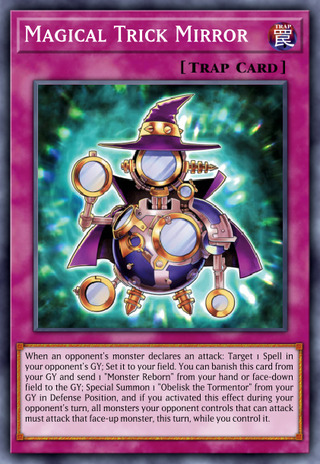 Magical Trick Mirror
TRAP
罠
[ Trap Card ]
When an opponent's monster declares an attack: Target 1 Spell in
your opponent's GY; Set it to your field. You can banish this card from
your GY and send 1 "Monster Reborn" from your hand or face-down
field to the GY; Special Summon 1 "Obelisk the Tormentor" from your
GY in Defense Position, and if you activated this effect during your
opponent's turn, all monsters your opponent controls that can attack
must attack that face-up monster, this turn, while you control it.